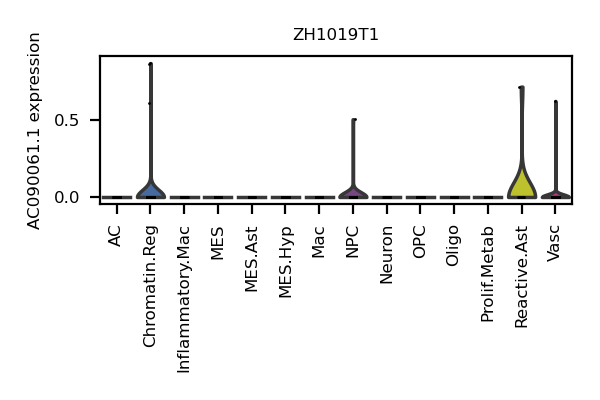 ZH1019T1
AC090061.1 expression
0.5
0.0
AC
Chromatin.Reg
Inflammatory.Mac
MES
MES.Ast
MES.Hyp
Mac
NPC
Neuron
OPC
Oligo
Prolif.Metab
Reactive.Ast
Vasc